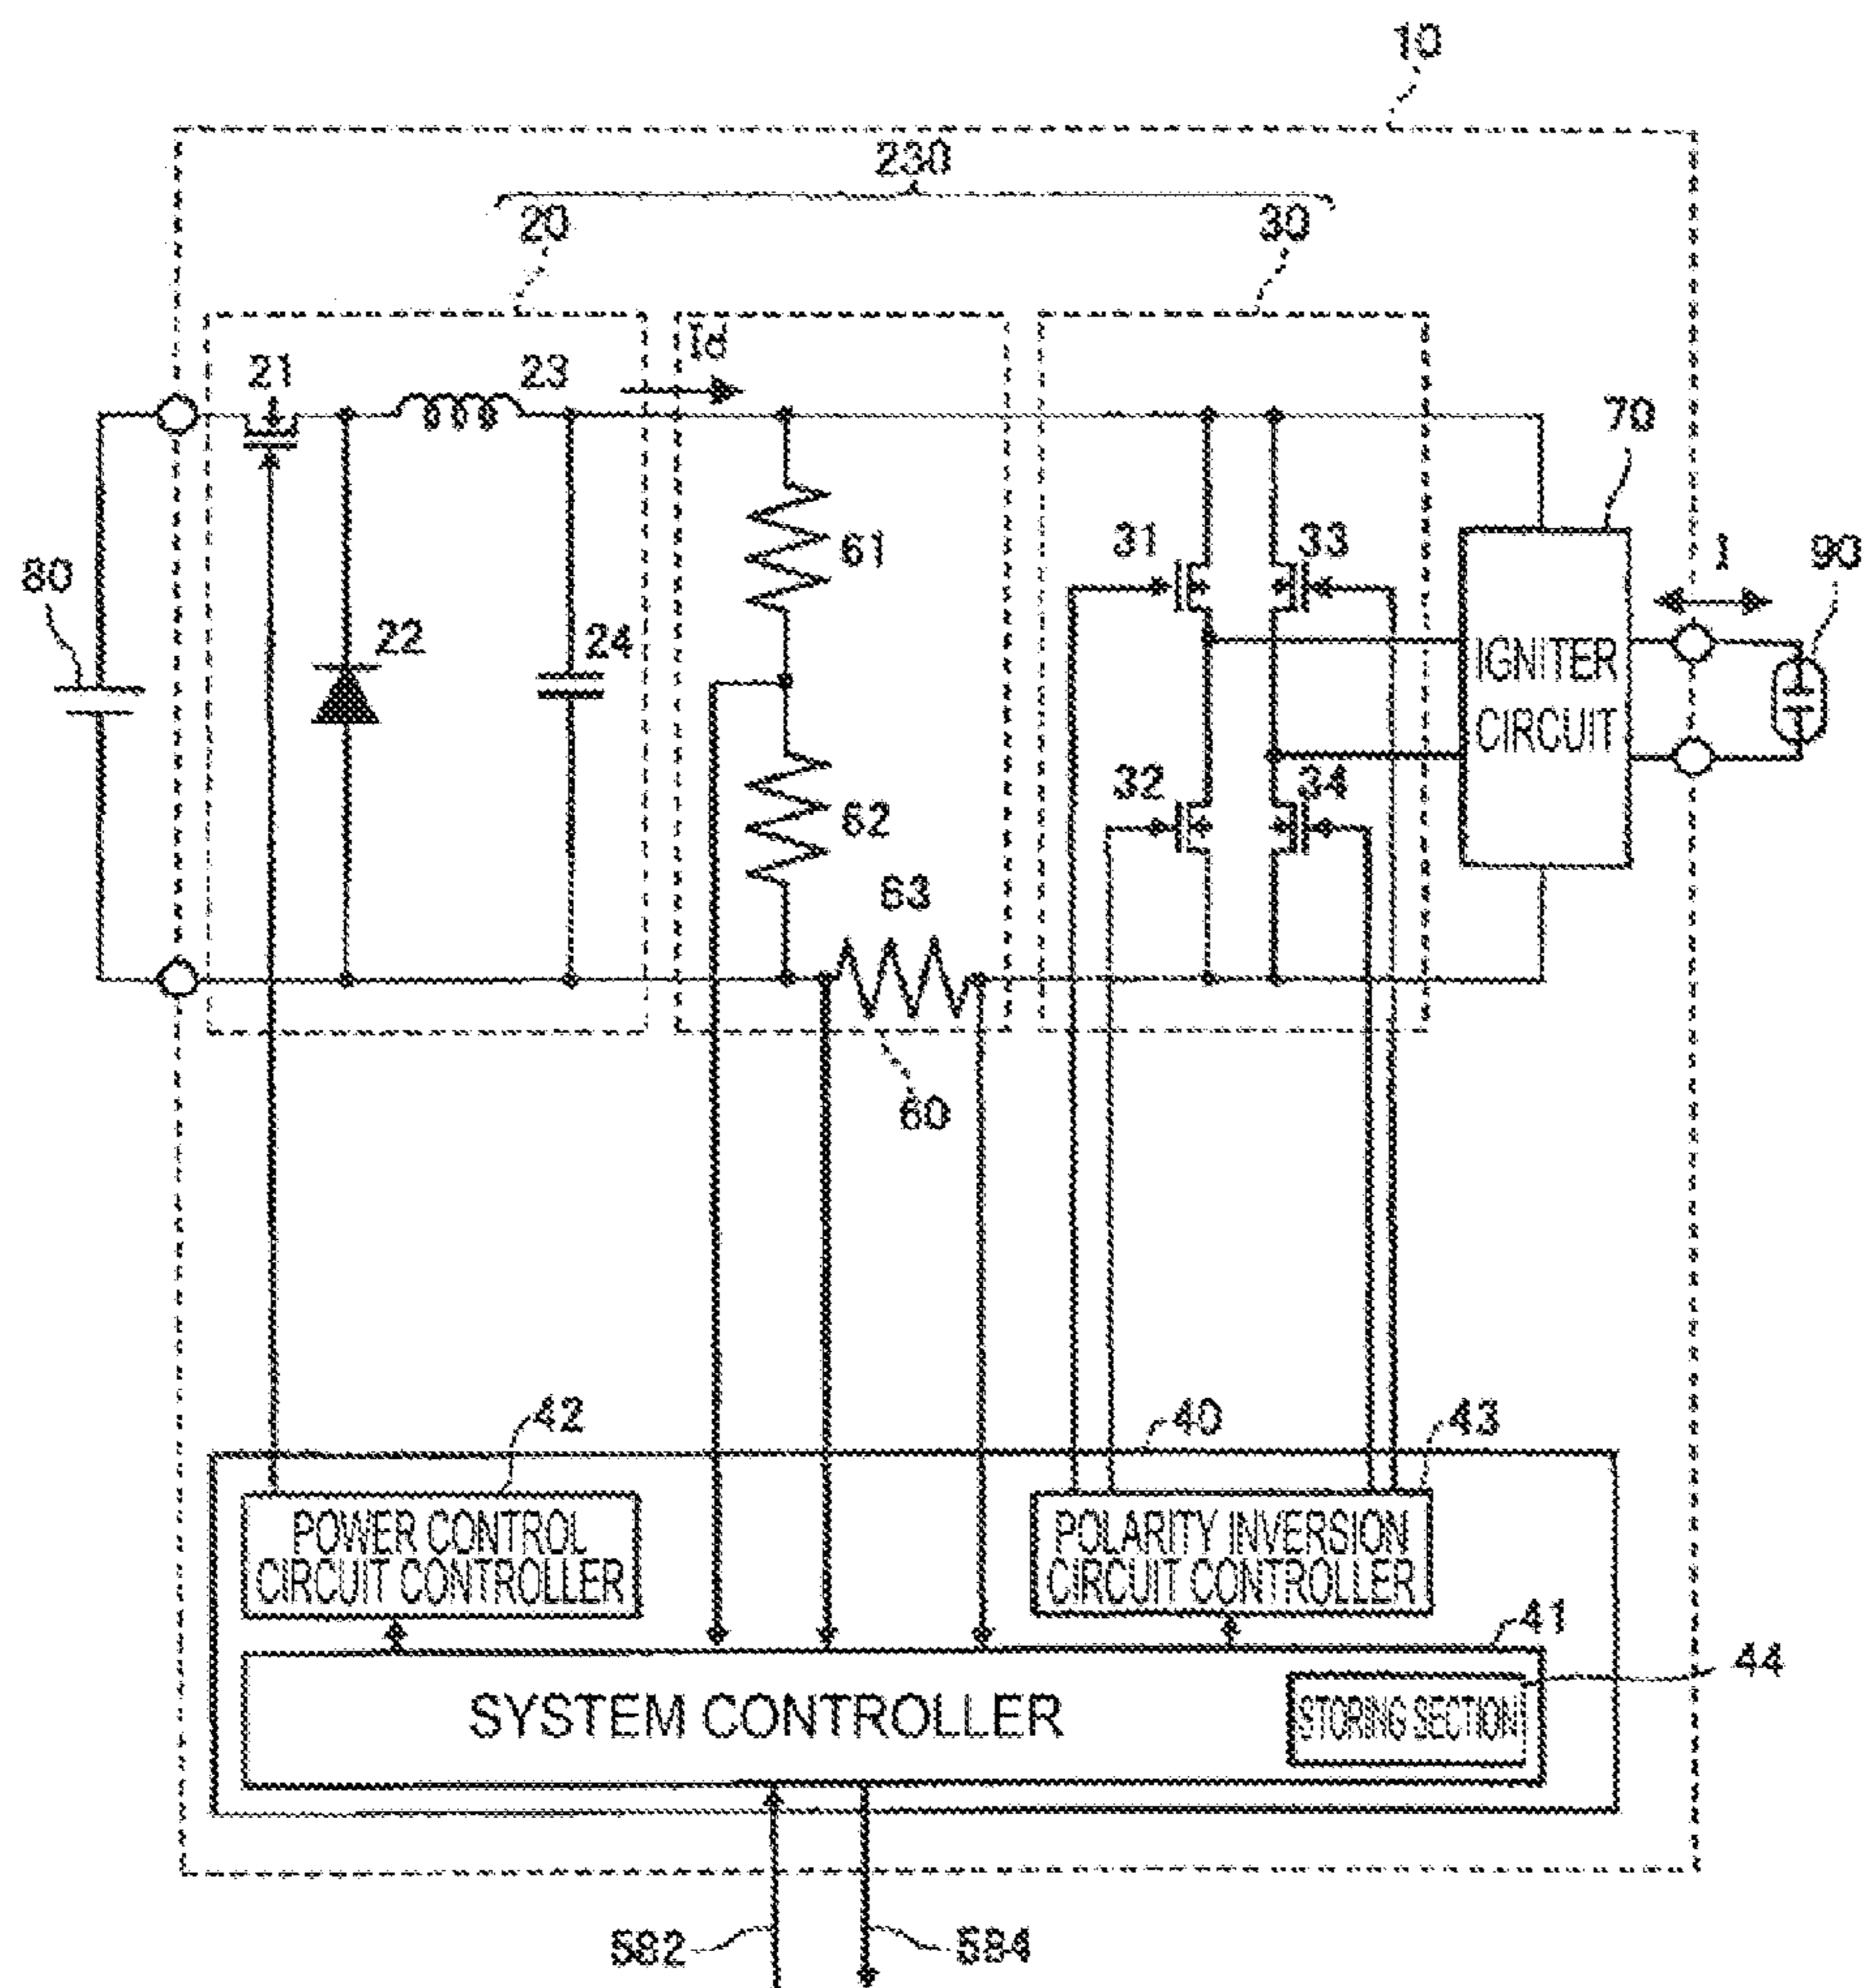 10
230
20
30
Id
21
23
70
80
61
31
33
I
90
22
24
IGNITER
CIRCUIT
62
32
34
63
60
42
40
43
POWER CONTROL
CIRCUIT CONTROLLER
POLARITY INVERSION
CIRCUIT CONTROLLER
41
44
SYSTEM CONTROLLER
STORING SECTION
582
584